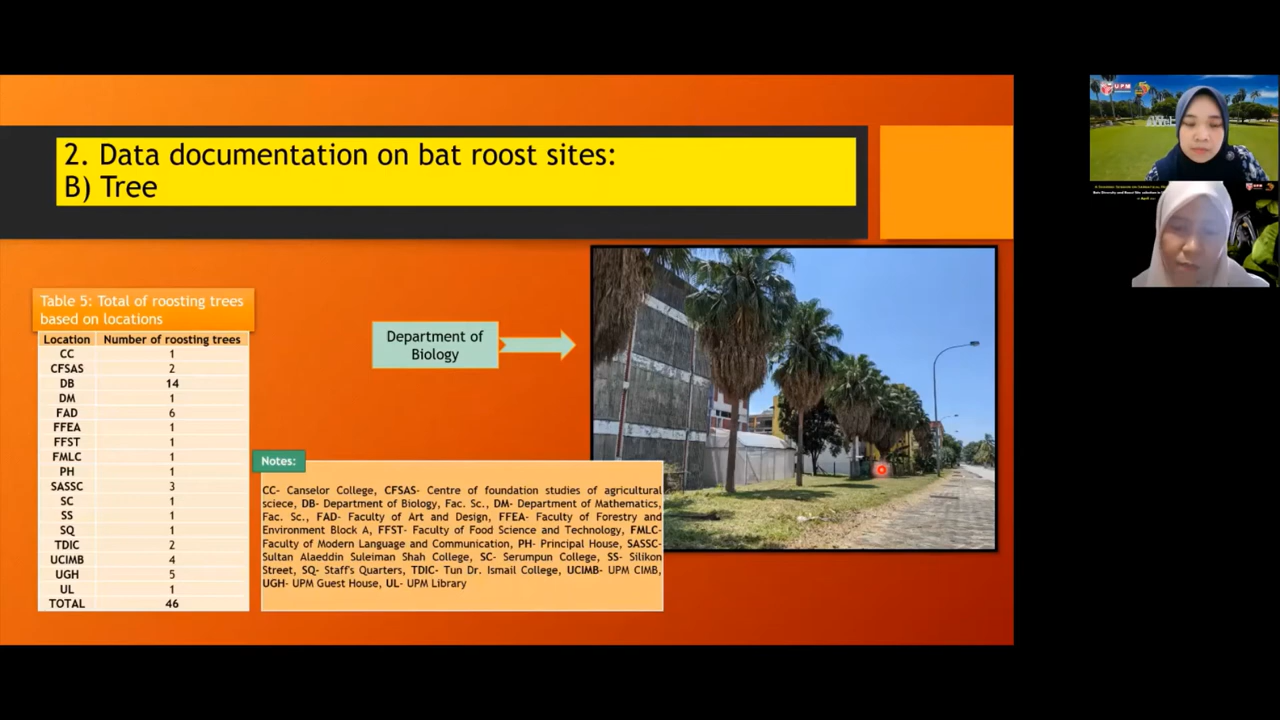 2. Data documentation on bat roost sites:
B) Tree
Table 5: Total of roosting trees
based on locations
Location Number of roosting trees
CC 1
CFSAS 2
DB 14
DM 1
FAD 6
FFEA 1
FFST 1
FMLC 1
PH 1
SASSC 3
SC 1
SS 1
SQ 1
TDIC 2
UCIMB 4
UGH 5
UL 1
TOTAL 46
Department of
Biology
Notes:
CC- Canselor College, CFSAS- Centre of foundation studies of agricultural
sciece, DB- Department of Biology, Fac. Sc., DM- Department of Mathematics,
Fac. Sc., FAD- Faculty of Art and Design, FFEA- Faculty of Forestry and
Environment Block A, FFST- Faculty of Food Science and Technology, FMLC-
Faculty of Modern Language and Communication, PH- Principal House, SASSC-
Sultan Alaeddin Suleiman Shah College, SC- Serumpun College, SS- Silikon
Street, SQ- Staff's Quarters, TDIC- Tun Dr. Ismail College, UCIMB- UPM CIMB,
UGH- UPM Guest House, UL- UPM Library
UPM